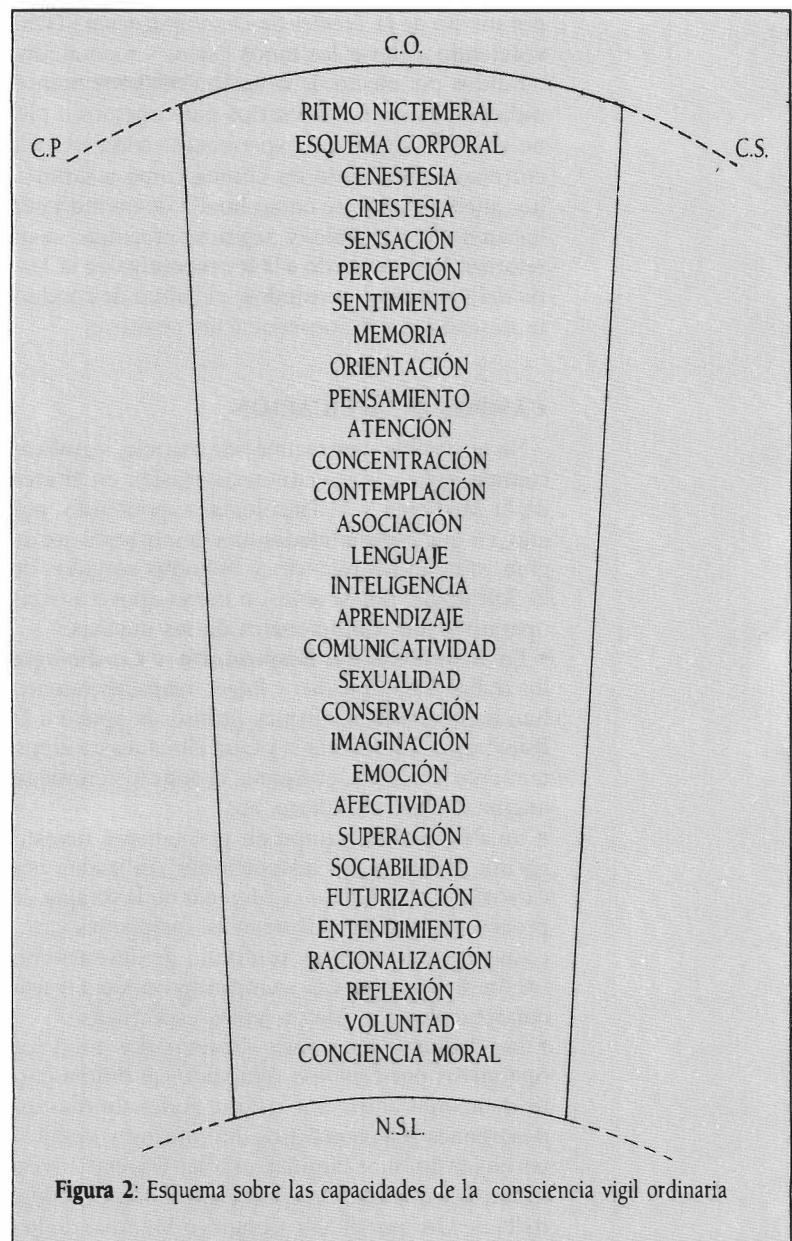 C.O.
C.P
C.S.
RITMO NICTEMERAL
ESQUEMA CORPORAL
CENESTESIA
CINESTESIA
SENSACIÓN
PERCEPCIÓN
SENTIMIENTO
MEMORIA
ORIENTACIÓN
PENSAMIENTO
ATENCIÓN
CONCENTRACIÓN
CONTEMPLACIÓN
ASOCIACIÓN
LENGUAJE
INTELIGENCIA
APRENDIZAJE
COMUNICATIVIDAD
SEXUALIDAD
CONSERVACIÓN
IMAGINACIÓN
EMOCIÓN
AFECTIVIDAD
SUPERACIÓN
SOCIABILIDAD
FUTURIZACIÓN
ENTENDIMIENTO
RACIONALIZACIÓN
REFLEXIÓN
VOLUNTAD
CONCIENCIA MORAL
N.S.L.
Figura 2: Esquema sobre las capacidades de la consciencia vigil ordinaria